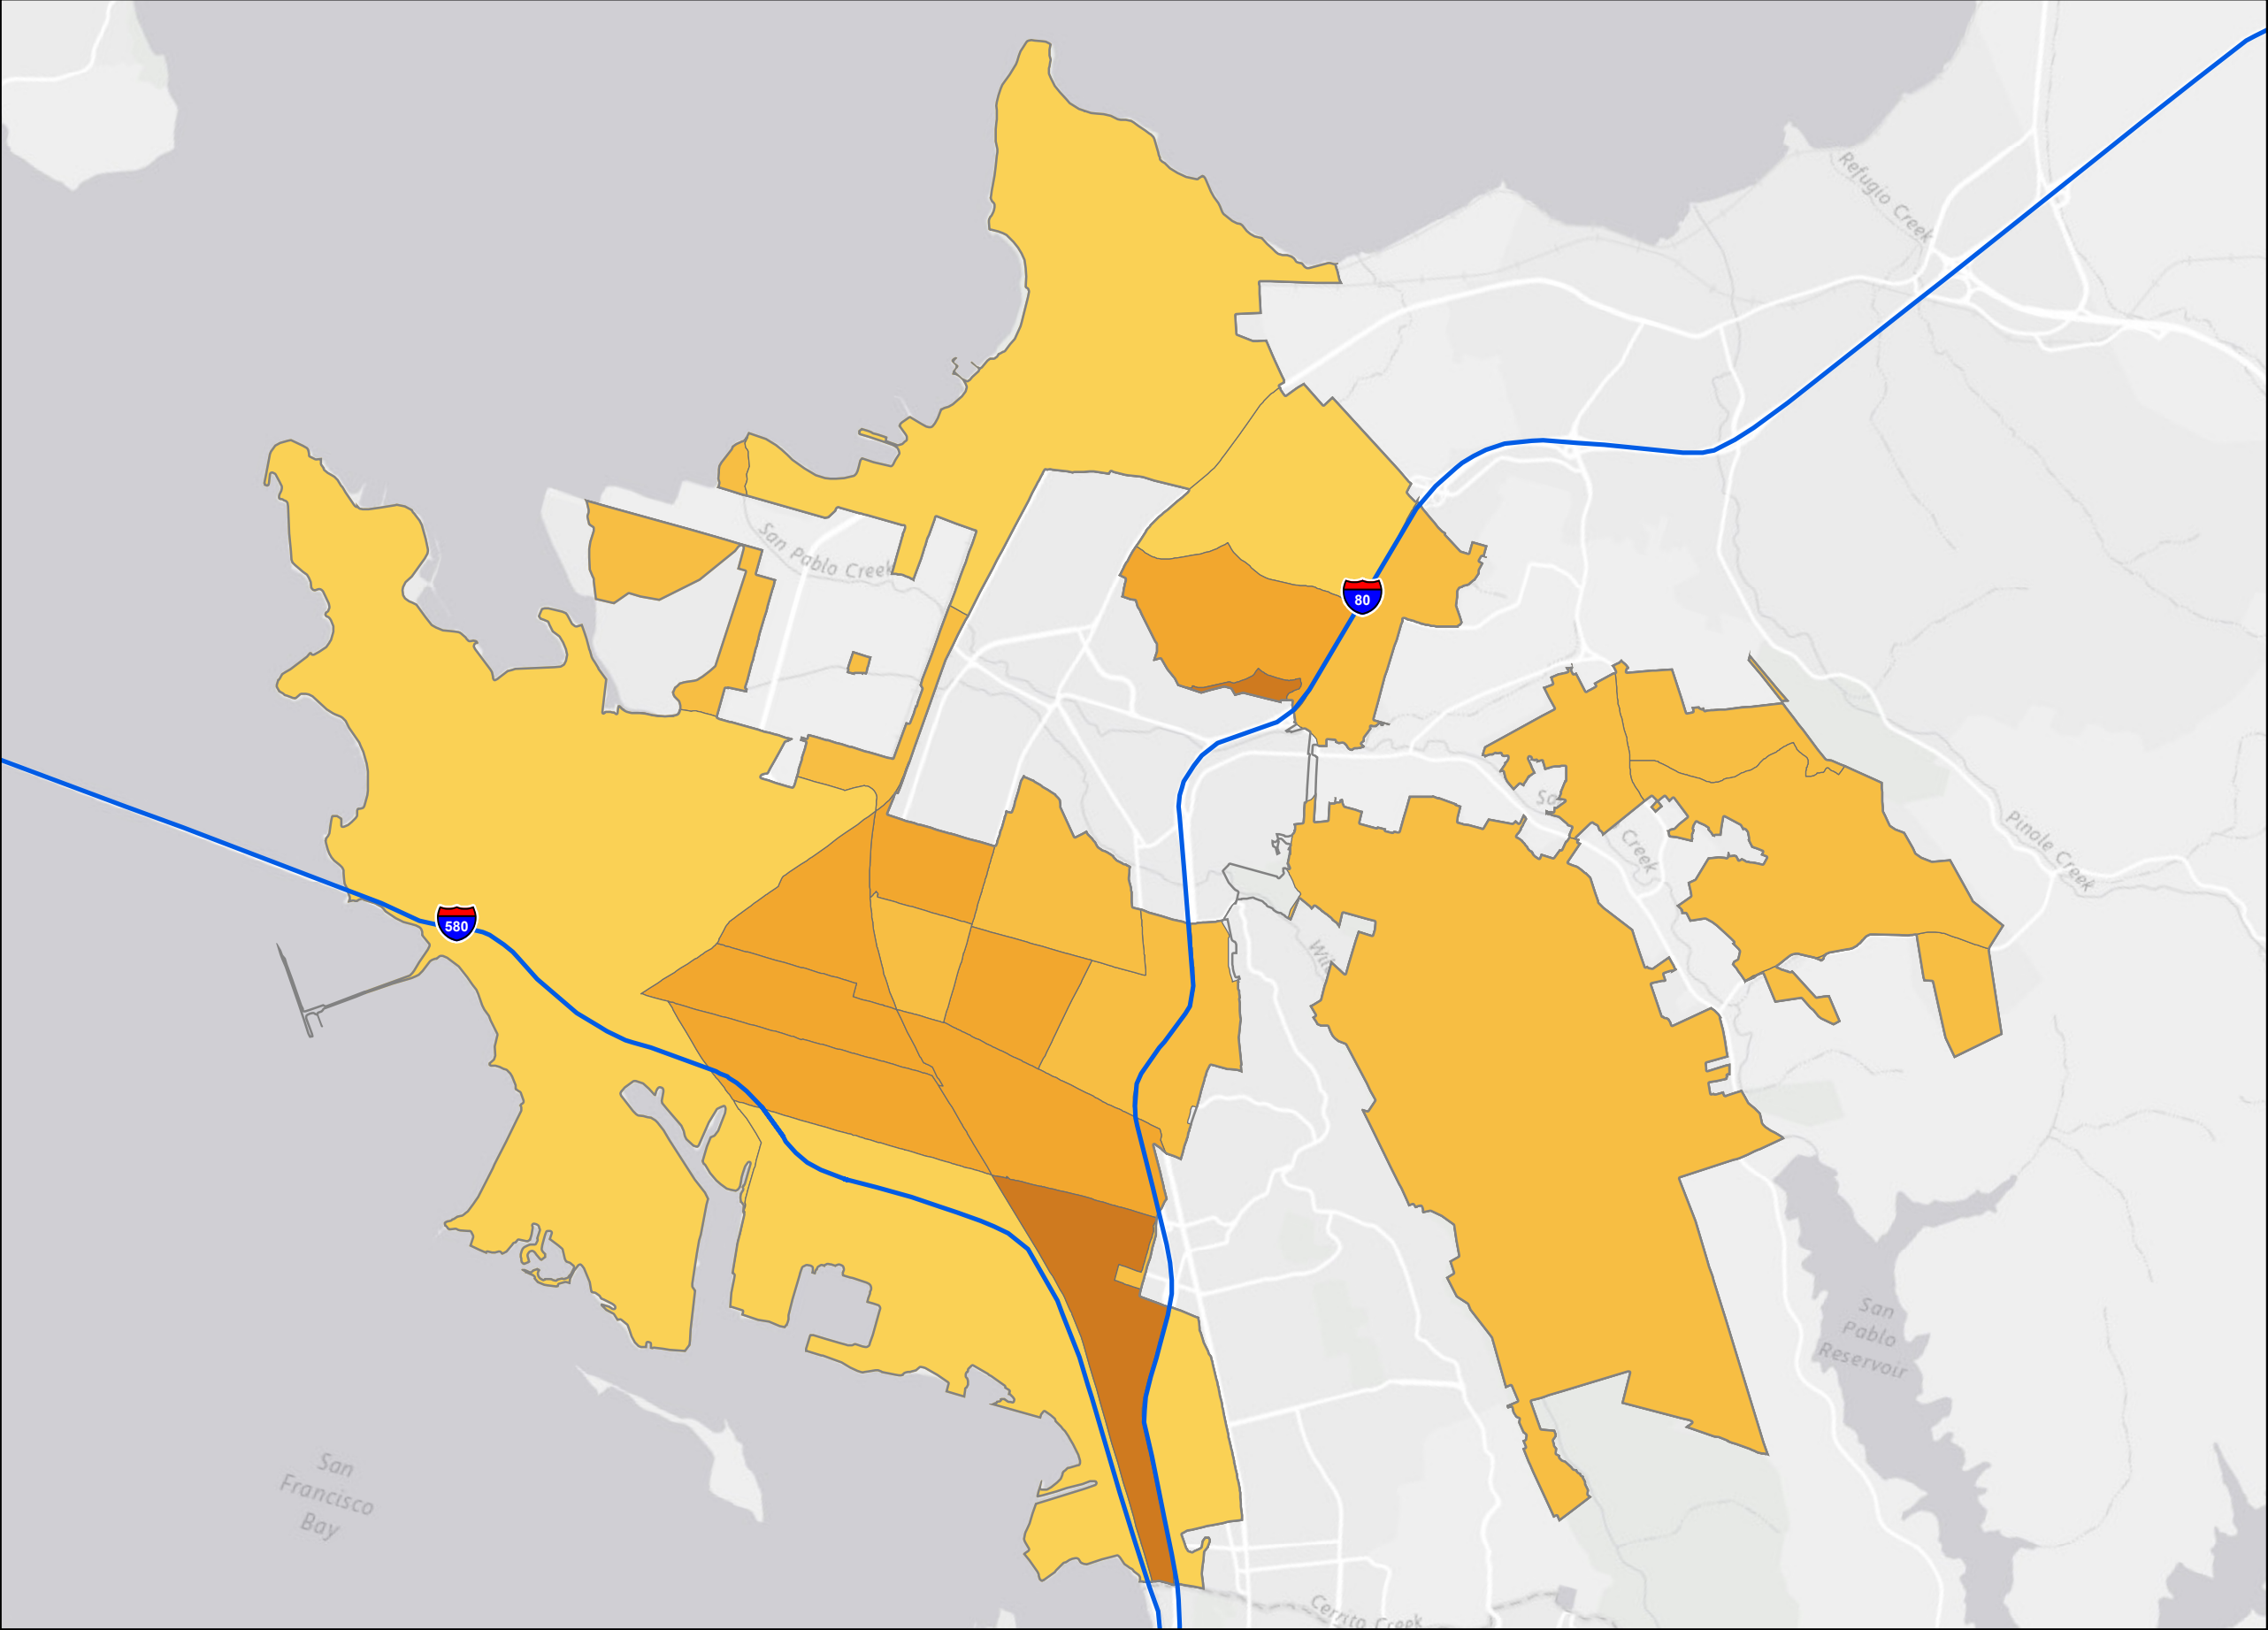 Refugio Creek
San Pablo Creek
80
Creek
Pinole Creek
580
San
Pablo
Reservoir
San
Francisco
Bay
Cerrito Creek